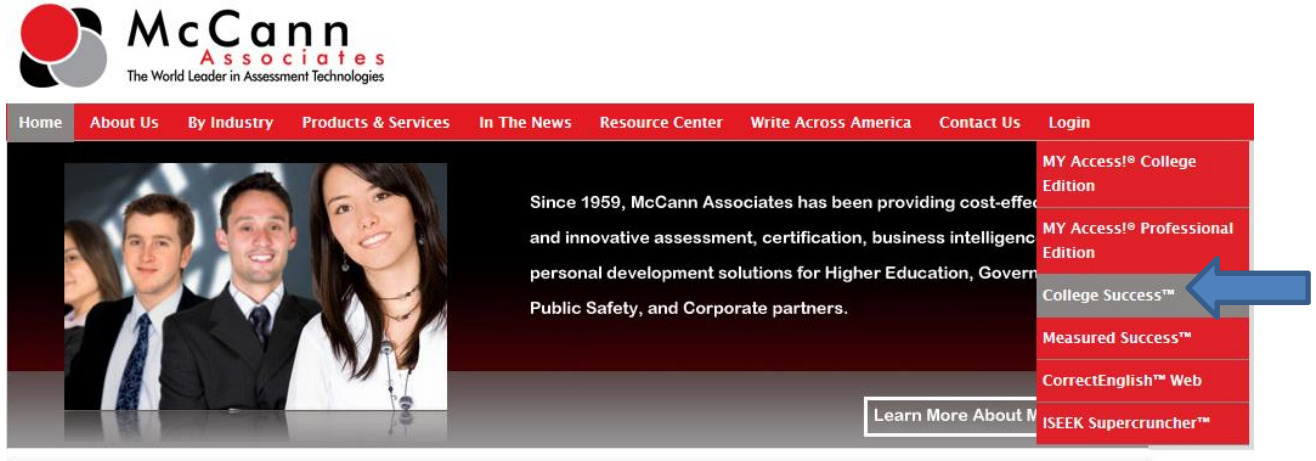 McCann
Associates
The World Leader in Assessment Technologies
Home About Us By Industry Products & Services In The News Resource Center Write Across America Contact Us Login
Since 1959, McCann Associates has been providing cost-effec
and innovative assessment, certification, business intelligenc
personal development solutions for Higher Education, Govern
Public Safety, and Corporate partners.
Learn More About M
MY Access!® College
Edition
MY Access!® Professional
Edition
College Success™
Measured Success™
CorrectEnglish™ Web
ISEEK Supercruncher™